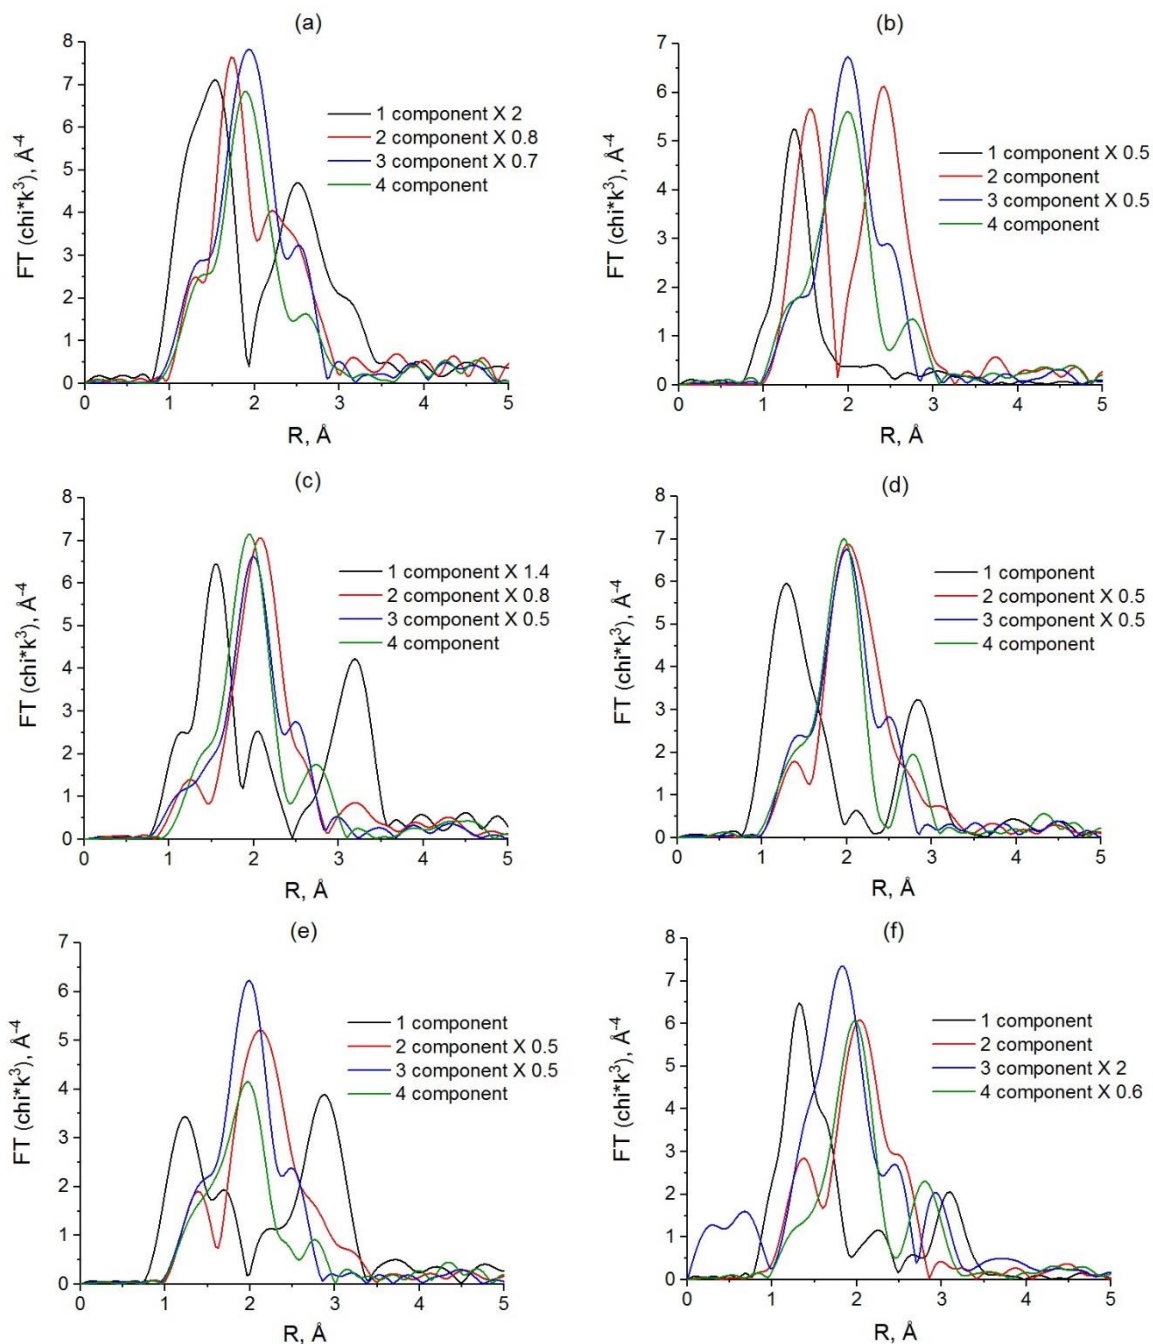 (a)
8
7
6
5
4
3
2
1
0
FT (chi*k³), Å⁻⁴
1 component X 2
2 component X 0.8
3 component X 0.7
4 component
0 1 2 3 4 5
R, Å
(b)
7
6
5
4
3
2
1
0
FT (chi*k³), Å⁻⁴
1 component X 0.5
2 component
3 component X 0.5
4 component
0 1 2 3 4 5
R, Å
(c)
8
7
6
5
4
3
2
1
0
FT (chi*k³), Å⁻⁴
1 component X 1.4
2 component X 0.8
3 component X 0.5
4 component
0 1 2 3 4 5
R, Å
(d)
8
7
6
5
4
3
2
1
0
FT (chi*k³), Å⁻⁴
1 component
2 component X 0.5
3 component X 0.5
4 component
0 1 2 3 4 5
R, Å
(e)
7
6
5
4
3
2
1
0
FT (chi*k³), Å⁻⁴
1 component
2 component X 0.5
3 component X 0.5
4 component
0 1 2 3 4 5
R, Å
(f)
8
7
6
5
4
3
2
1
0
FT (chi*k³), Å⁻⁴
1 component
2 component
3 component X 2
4 component X 0.6
0 1 2 3 4 5
R, Å